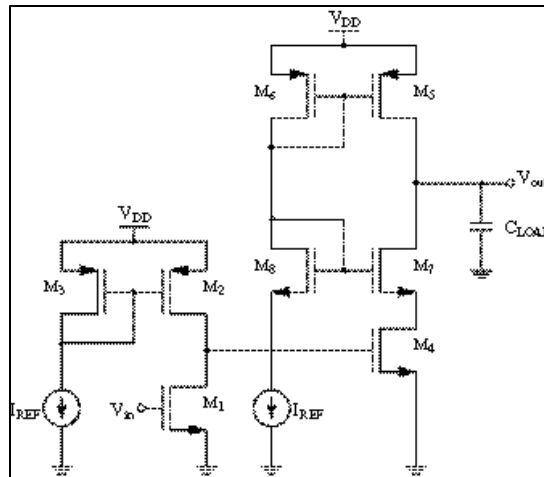 VDD
M6
M5
Vout
CLOAD
VDD
M3
M2
M8
M7
M4
IREF
Vin
M1
IREF